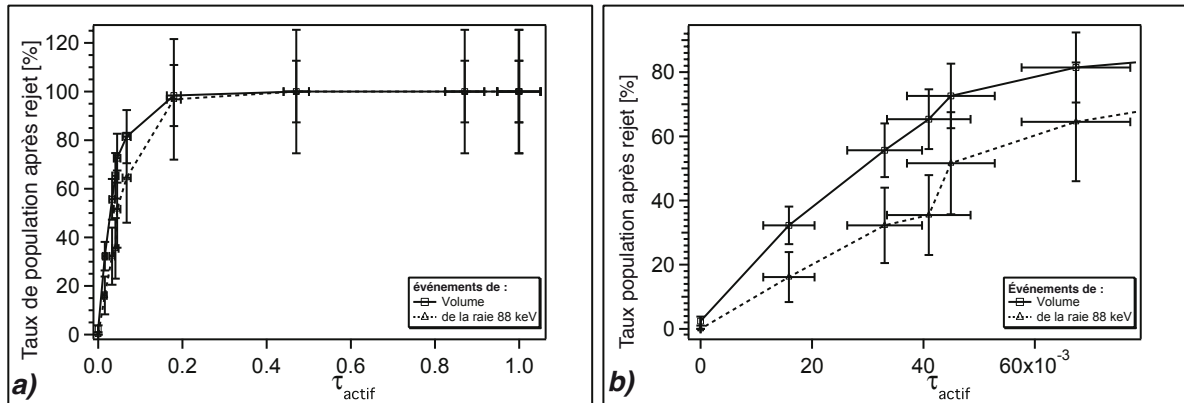 Taux de population après rejet [%]
120
100
80
60
40
20
0
événements de :
Volume
de la raie 88 keV
0.0
0.2
0.4
0.6
0.8
1.0
τactif
a)
Taux population après rejet [%]
80
60
40
20
0
Événements de :
Volume
de la raie 88 keV
0
20
40
60x10-3
τactif
b)